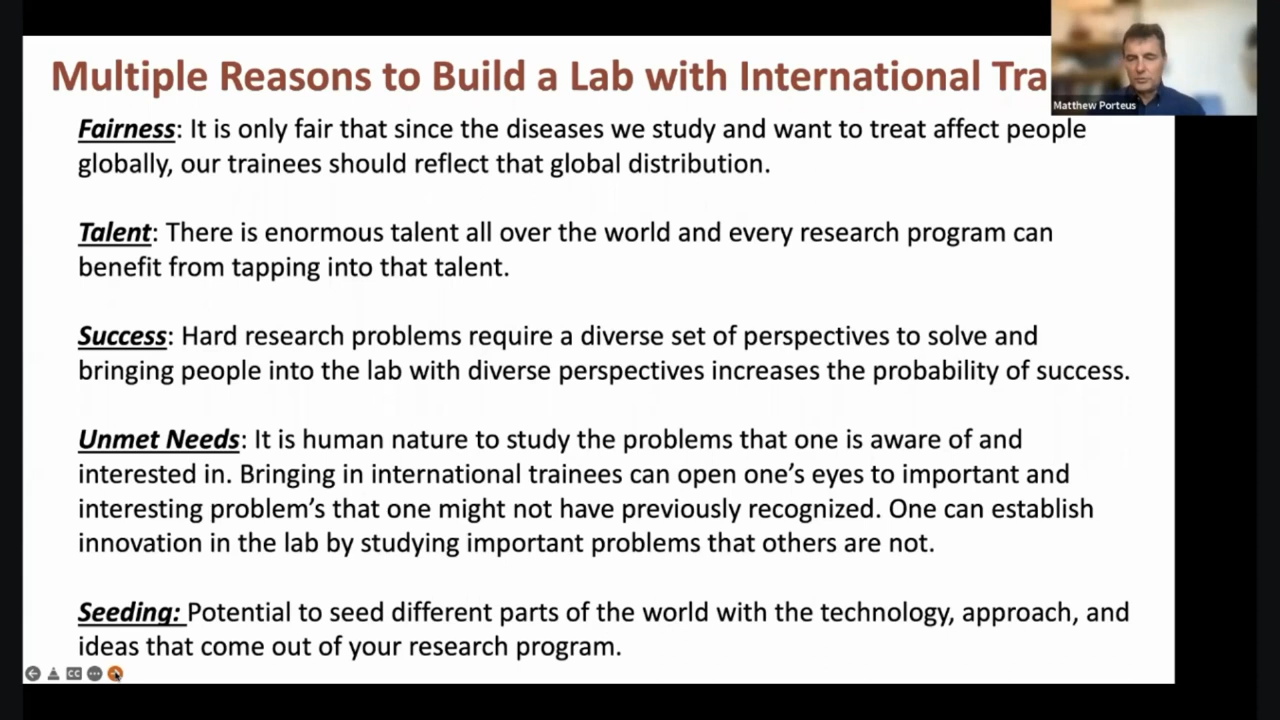 Multiple Reasons to Build a Lab with International Tra
Matthew Porteus
Fairness: It is only fair that since the diseases we study and want to treat affect people
globally, our trainees should reflect that global distribution.
Talent: There is enormous talent all over the world and every research program can
benefit from tapping into that talent.
Success: Hard research problems require a diverse set of perspectives to solve and
bringing people into the lab with diverse perspectives increases the probability of success.
Unmet Needs: It is human nature to study the problems that one is aware of and
interested in. Bringing in international trainees can open one’s eyes to important and
interesting problem’s that one might not have previously recognized. One can establish
innovation in the lab by studying important problems that others are not.
Seeding: Potential to seed different parts of the world with the technology, approach, and
ideas that come out of your research program.
CC